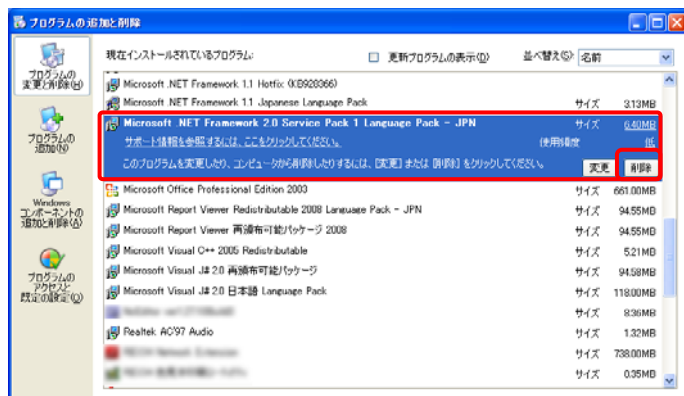 プログラムの追加と削除
プログラムの
変更と削除(H)
プログラムの
追加(N)
Windows
コンポーネントの
追加と削除(A)
プログラムの
アクセスと
既定の設定(O)
現在インストールされているプログラム: 更新プログラムの表示(D) 並べ替え(S): 名前
Microsoft .NET Framework 1.1 Hotfix (KB928366)
Microsoft .NET Framework 1.1 Japanese Language Pack サイズ 3.13MB
Microsoft .NET Framework 2.0 Service Pack 1 Language Pack - JPN サイズ 6.40MB
サポート情報を参照するには、ここをクリックしてください。 使用頻度 低
このプログラムを変更したり、コンピュータから削除したりするには、[変更] または [削除] をクリックしてください。 変更 削除
Microsoft Office Professional Edition 2003 サイズ 661.00MB
Microsoft Report Viewer Redistributable 2008 Language Pack - JPN サイズ 94.55MB
Microsoft Report Viewer 再頒布可能パッケージ 2008 サイズ 94.55MB
Microsoft Visual C++ 2005 Redistributable サイズ 5.21MB
Microsoft Visual J# 2.0 再頒布可能パッケージ サイズ 94.58MB
Microsoft Visual J# 2.0 日本語 Language Pack サイズ 118.00MB
サイズ 8.36MB
Realtek AC'97 Audio サイズ 1.32MB
サイズ 738.00MB
サイズ 0.35MB